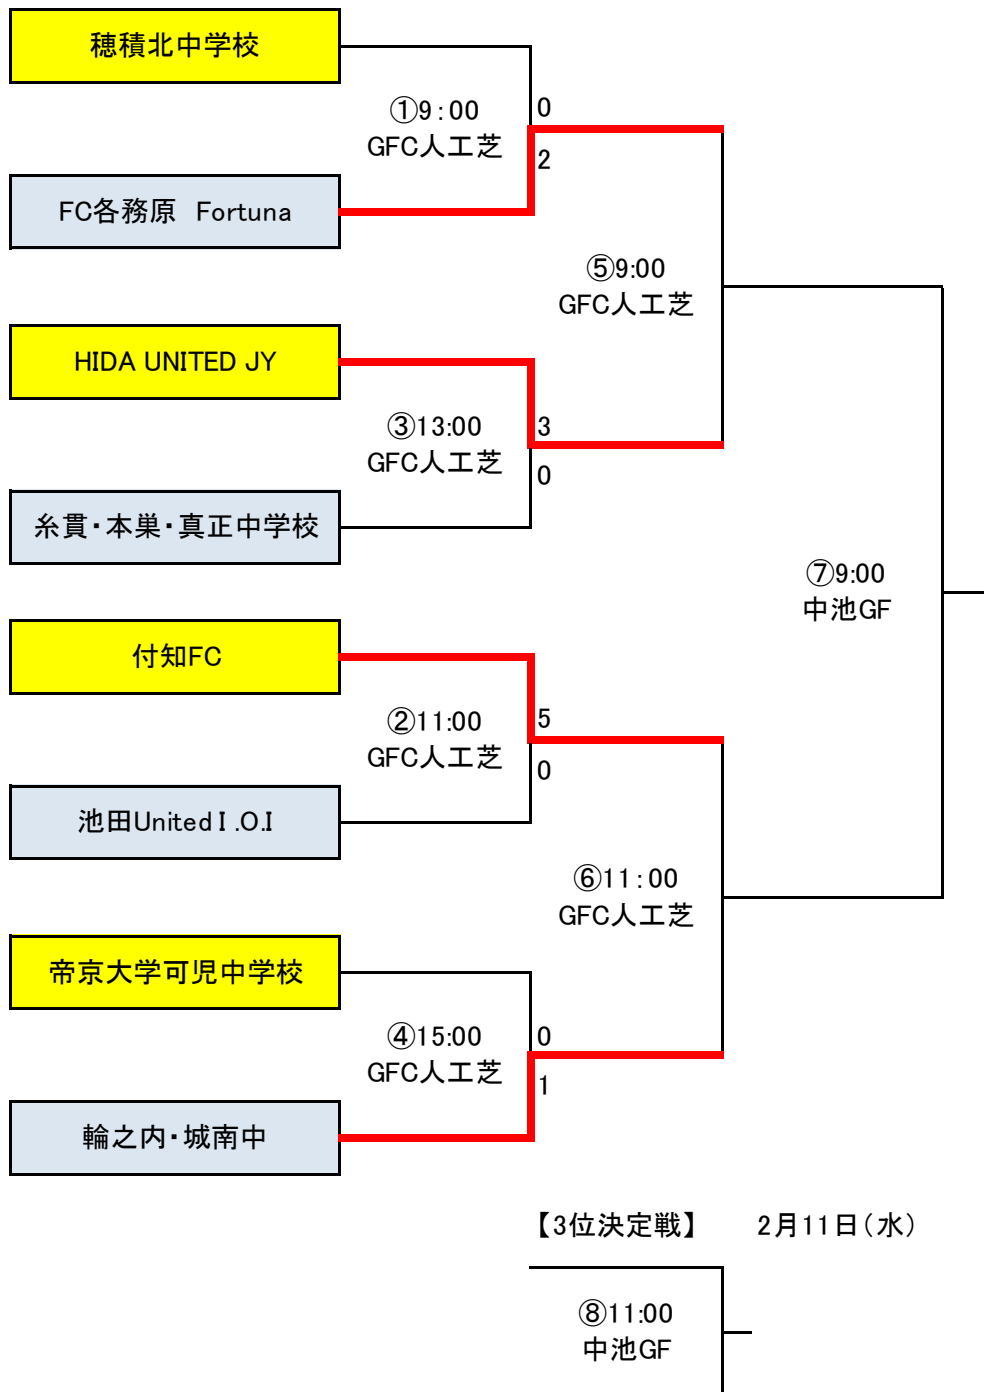 穂積北中学校
①9:00
GFC人工芝
0
2
FC各務原　Fortuna
⑤9:00
GFC人工芝
HIDA UNITED JY
③13:00
GFC人工芝
3
0
糸貫・本巣・真正中学校
⑦9:00
中池GF
付知FC
②11:00
GFC人工芝
5
0
池田United I .O.I
⑥11:00
GFC人工芝
帝京大学可児中学校
④15:00
GFC人工芝
0
1
輪之内・城南中
【3位決定戦】　2月11日（水）
⑧11:00
中池GF